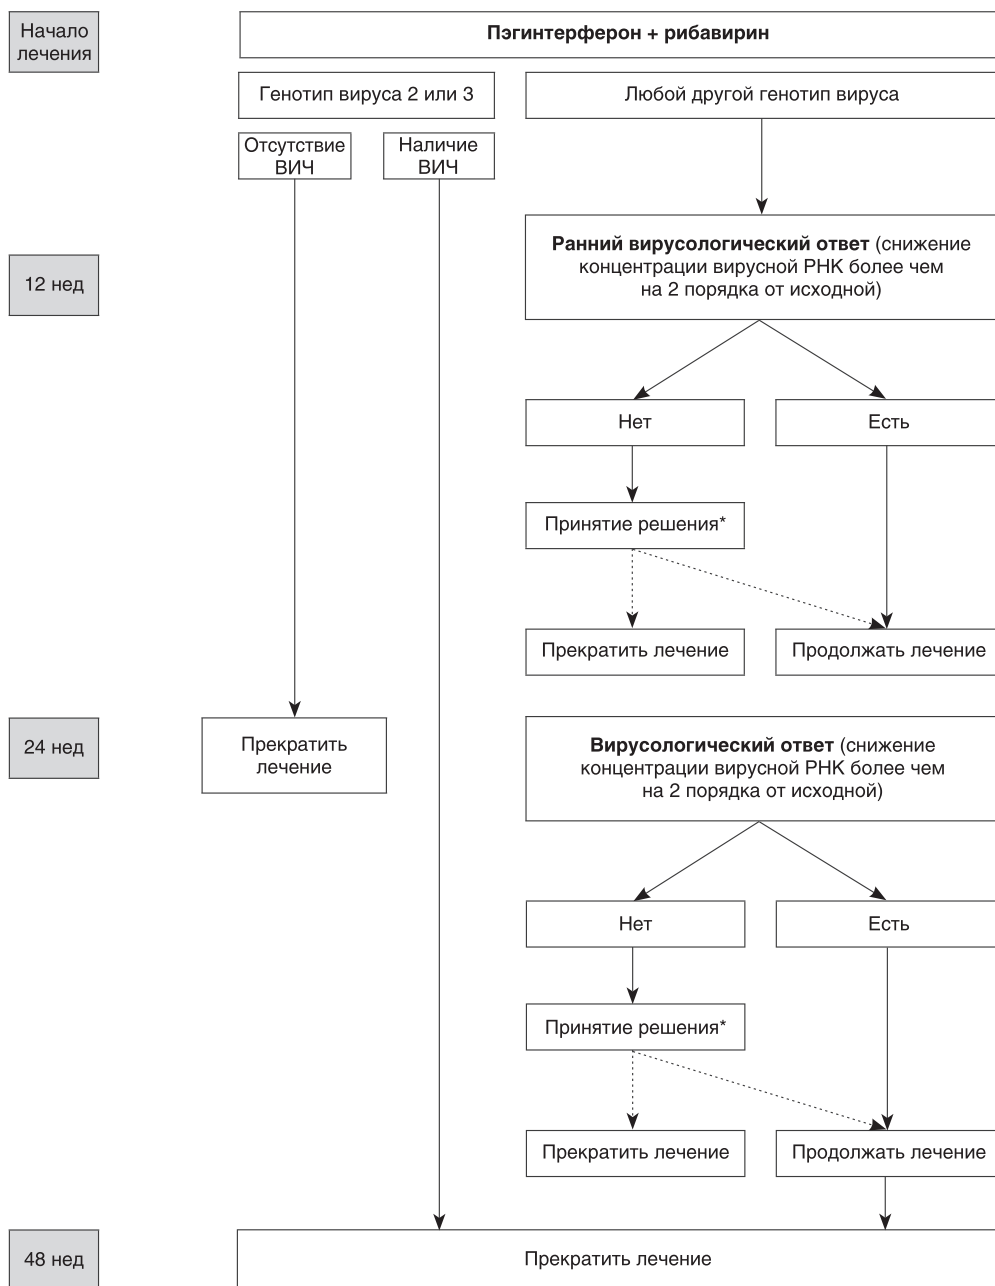 Начало
лечения
Пэгинтерферон + рибавирин
Генотип вируса 2 или 3
Любой другой генотип вируса
Отсутствие
ВИЧ
Наличие
ВИЧ
12 нед
Ранний вирусологический ответ (снижение
концентрации вирусной РНК более чем
на 2 порядка от исходной)
Нет
Есть
Принятие решения*
Прекратить лечение
Продолжать лечение
24 нед
Прекратить
лечение
Вирусологический ответ (снижение
концентрации вирусной РНК более чем
на 2 порядка от исходной)
Нет
Есть
Принятие решения*
Прекратить лечение
Продолжать лечение
48 нед
Прекратить лечение